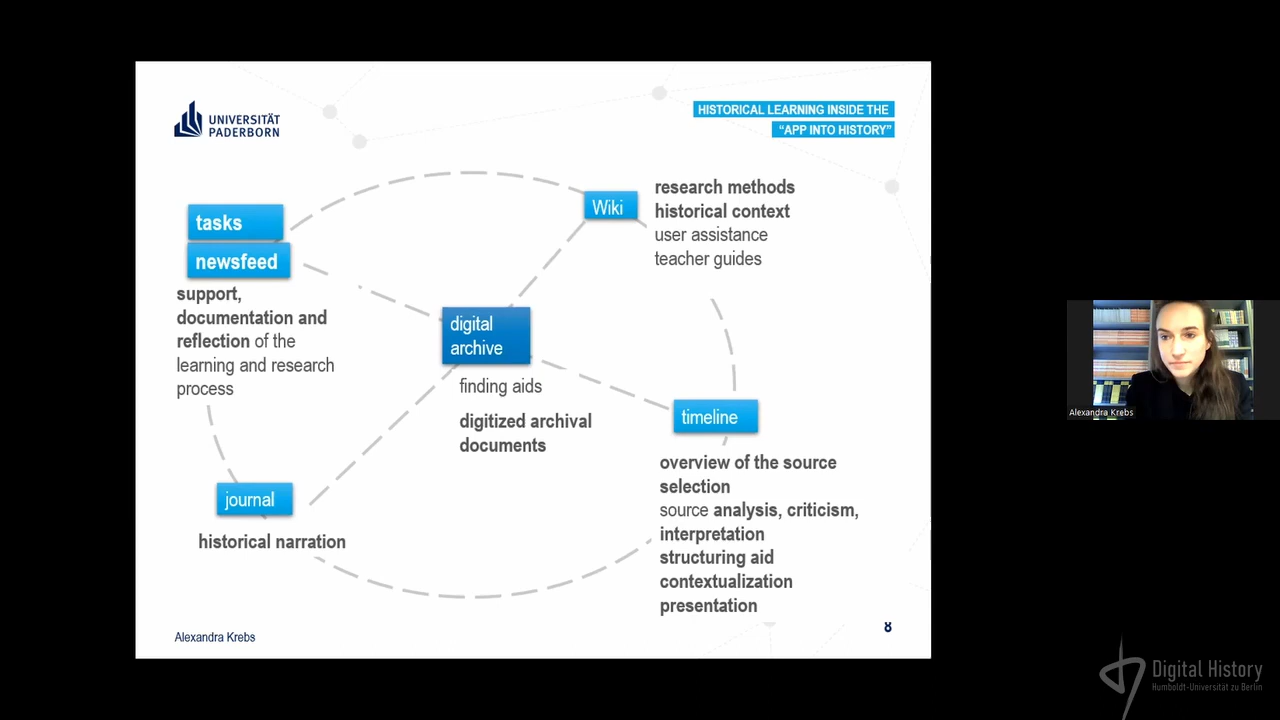 UNIVERSITÄT
PADERBORN
HISTORICAL LEARNING INSIDE THE
“APP INTO HISTORY”
tasks
newsfeed
support,
documentation and
reflection of the
learning and research
process
Wiki
research methods
historical context
user assistance
teacher guides
digital
archive
finding aids
digitized archival
documents
timeline
overview of the source
selection
source analysis, criticism,
interpretation
structuring aid
contextualization
presentation
journal
historical narration
Alexandra Krebs
8
Alexandra Krebs
Digital History
Humboldt-Universität zu Berlin